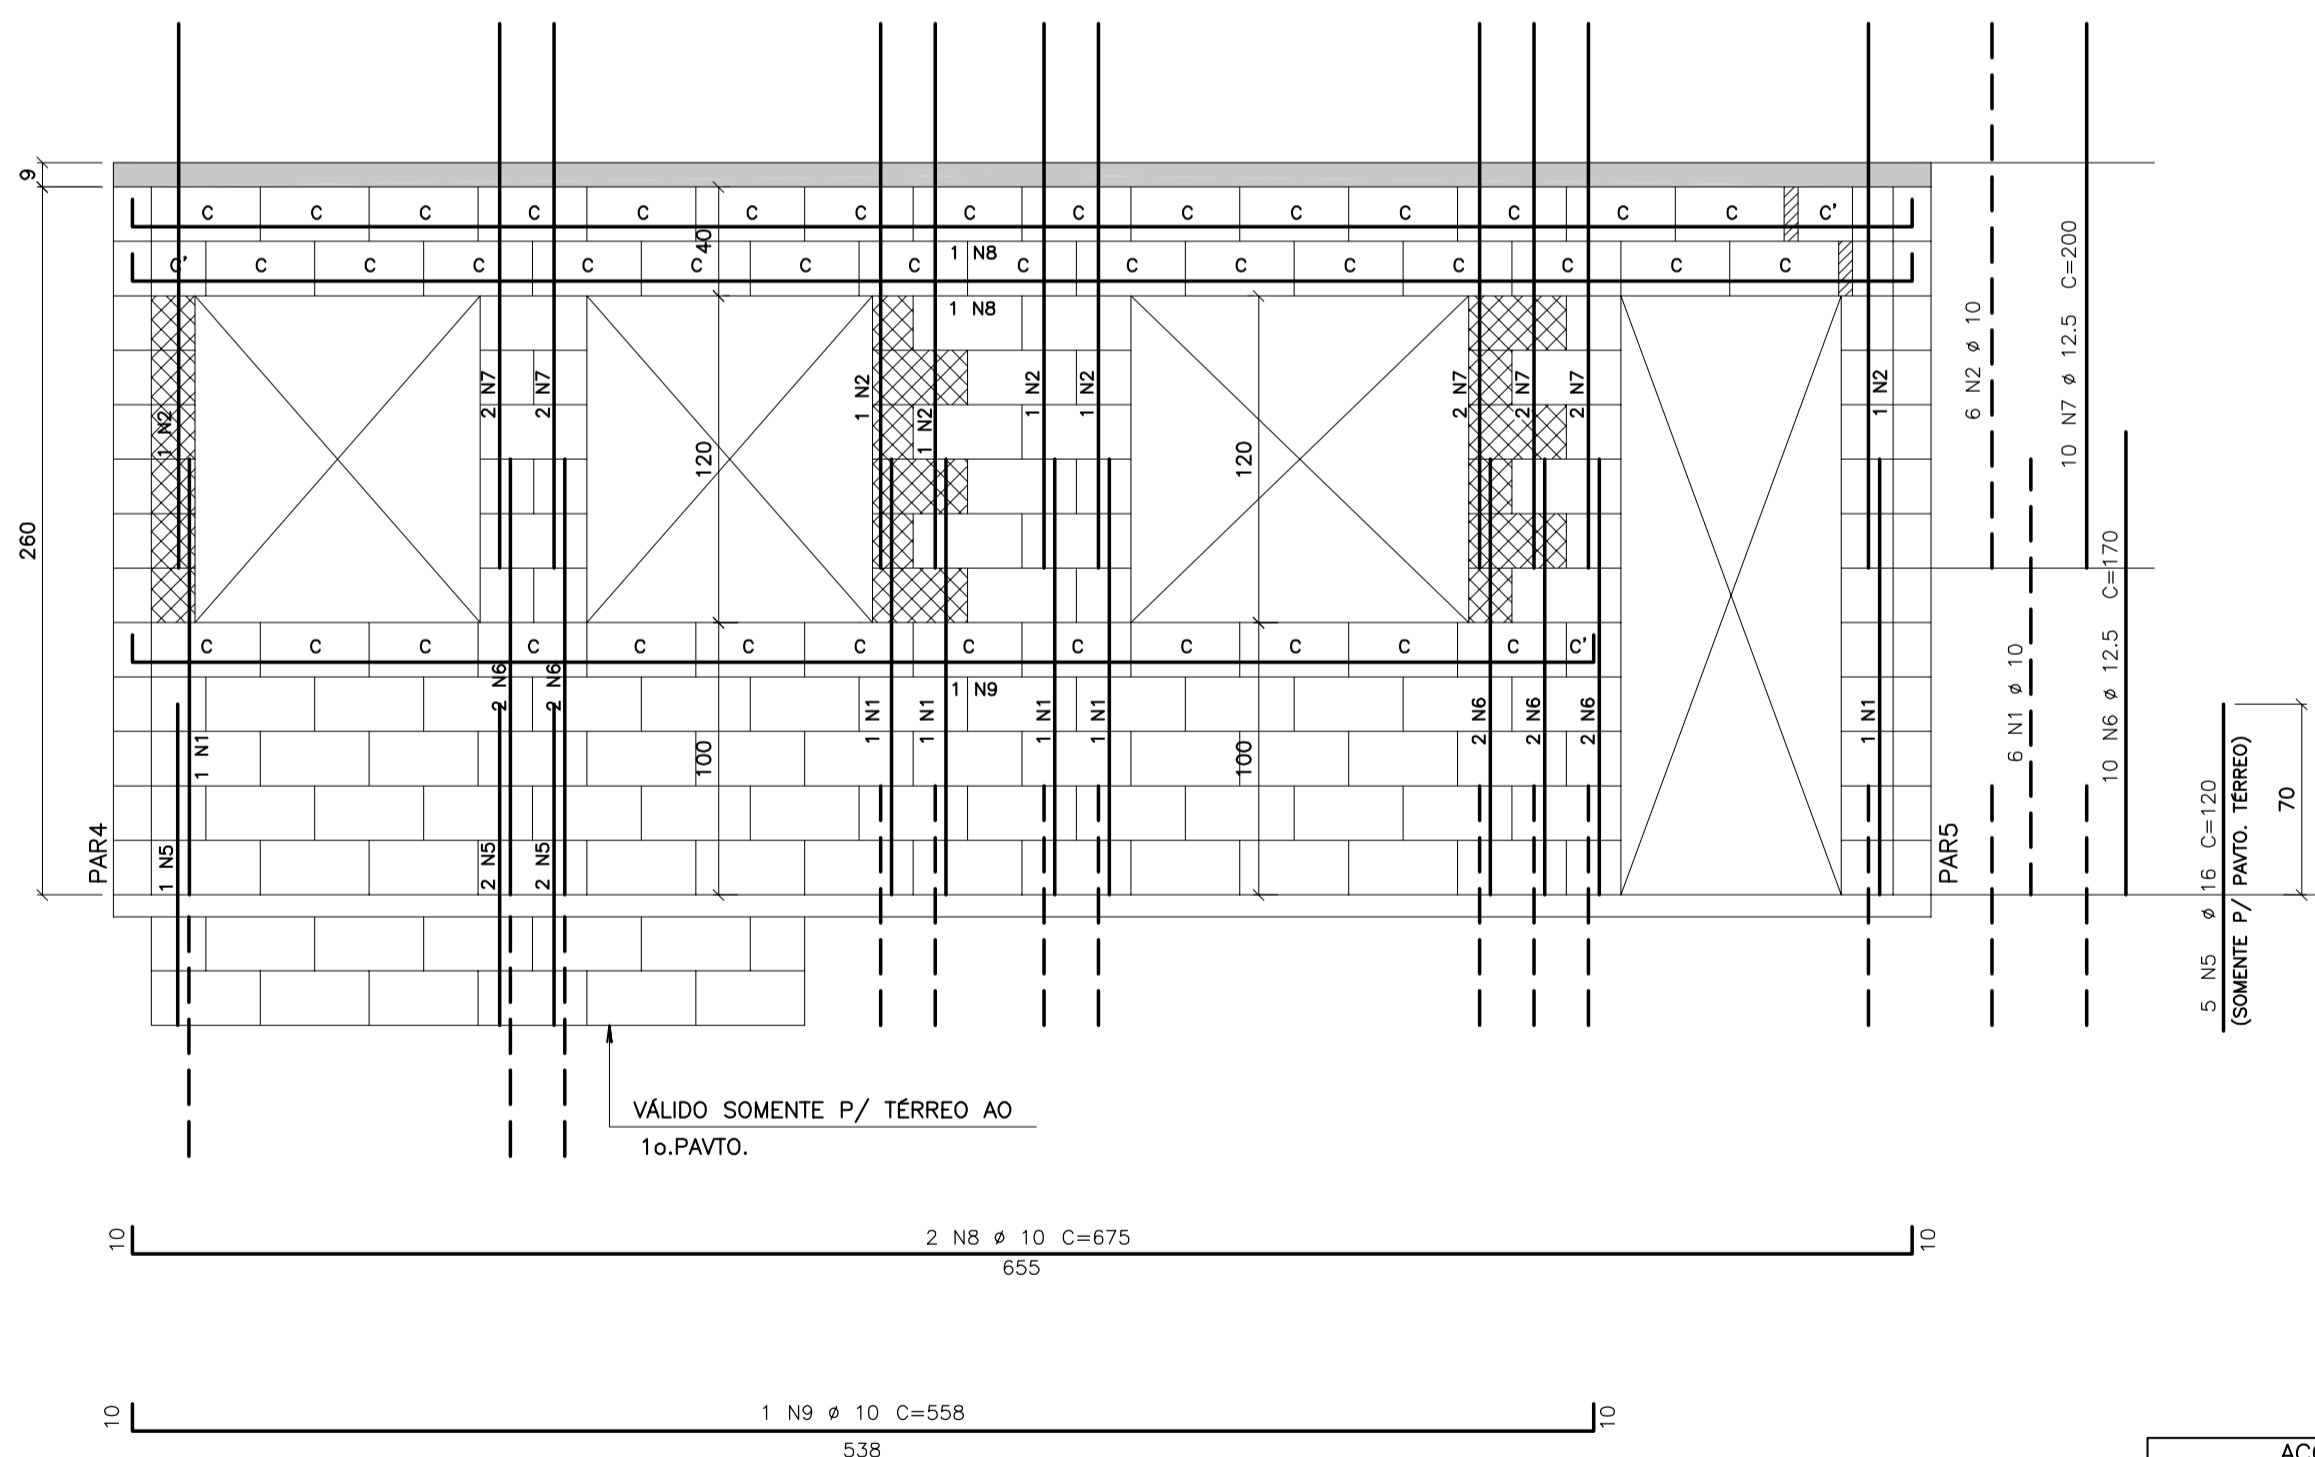 9
C C C C C C C C C C C C C C C C'
40
1 N8
C' C C C C C C C C C C C C C C C
1 N8
1 N2
2 N7
2 N7
1 N2
1 N2
1 N2
1 N2
2 N7
2 N7
2 N7
1 N2
6 N2 ø 10
10 N7 ø 12.5 C=200
260
120
120
C C C C C C C C C C C C C C'
1 N9
1 N1
2 N6
2 N6
1 N1
1 N1
1 N1
1 N1
2 N6
2 N6
2 N6
1 N1
6 N1 ø 10
10 N6 ø 12.5 C=170
100
100
PAR4
1 N5
2 N5
2 N5
PAR5
5 N5 ø 16 C=120
(SOMENTE P/ PAVTO. TÉRREO)
70
VÁLIDO SOMENTE P/ TÉRREO AO
1o.PAVTO.
10
2 N8 ø 10 C=675
10
655
10
1 N9 ø 10 C=558
10
538